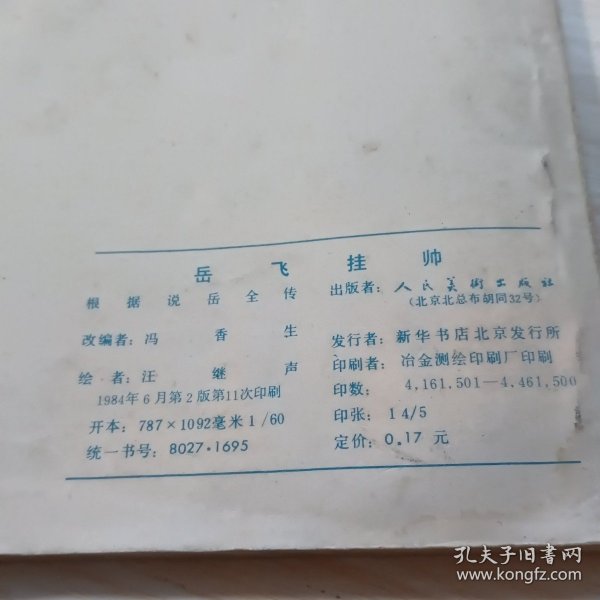 岳飞挂帅
根据说岳全传
改编者：冯香生
绘者：汪继声
1984年6月第2版第11次印刷
开本：787×1092毫米1/60
统一书号：8027·1695
出版者：人民美术出版社
（北京北总布胡同32号）
发行者：新华书店北京发行所
印刷者：冶金测绘印刷厂印刷
印数：4,161,501—4,461,500
印张：14/5
定价：0.17元
孔夫子旧书网
www.kongfz.com